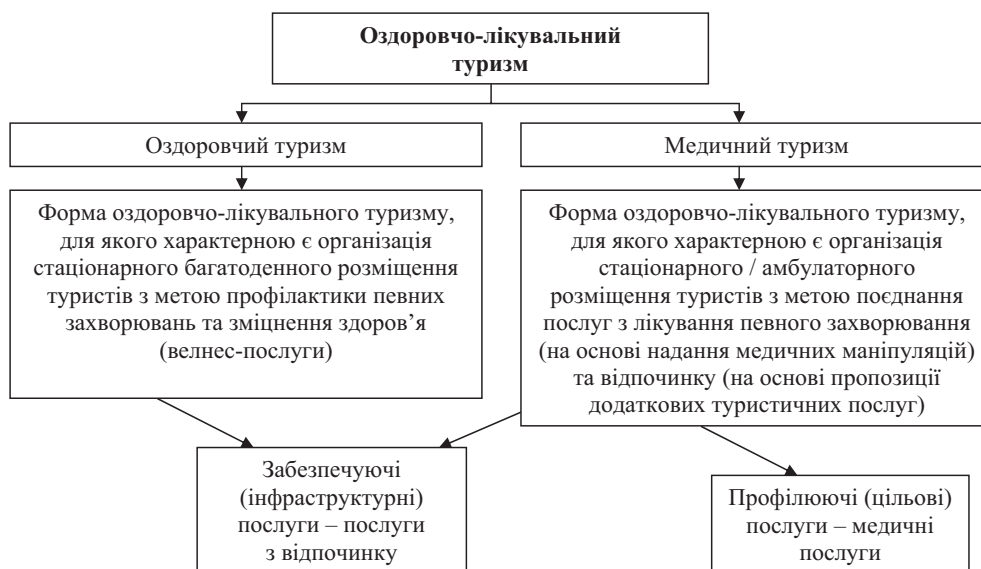 Оздоровчо-лікувальний
туризм
Оздоровчий туризм
Медичний туризм
Форма оздоровчо-лікувального туризму,
для якого характерною є організація
стаціонарного багатоденного розміщення
туристів з метою профілактики певних
захворювань та зміцнення здоров’я
(велнес-послуги)
Форма оздоровчо-лікувального туризму,
для якого характерною є організація
стаціонарного / амбулаторного
розміщення туристів з метою поєднання
послуг з лікування певного захворювання
(на основі надання медичних маніпуляцій)
та відпочинку (на основі пропозиції
додаткових туристичних послуг)
Забезпечуючі
(інфраструктурні)
послуги – послуги
з відпочинку
Профілюючі (цільові)
послуги – медичні
послуги